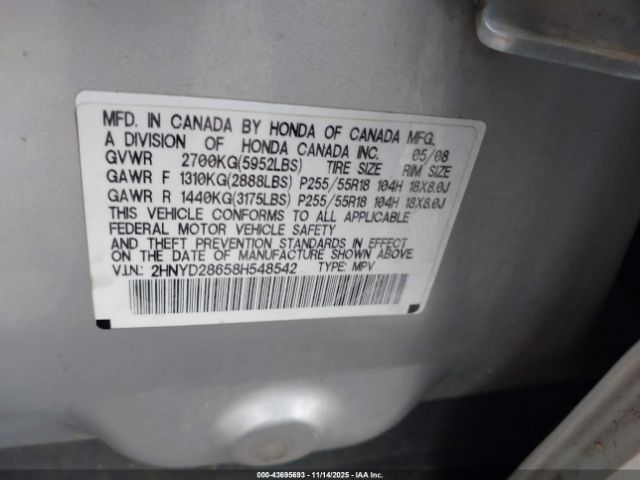 MFD. IN CANADA BY HONDA OF CANADA MFG.
A DIVISION OF HONDA CANADA INC. 05/08
GVWR 2700KG(5952LBS) TIRE SIZE RIM SIZE
GAWR F 1310KG(2888LBS) P255/55R18 104H 18X8.0J
GAWR R 1440KG(3175LBS) P255/55R18 104H 18X8.0J
THIS VEHICLE CONFORMS TO ALL APPLICABLE
FEDERAL MOTOR VEHICLE SAFETY
AND THEFT PREVENTION STANDARDS IN EFFECT
ON THE DATE OF MANUFACTURE SHOWN ABOVE.
V.I.N.: 2HNYD28658H548542 TYPE: MPV
000-43695693 - 11/14/2025 - Copyright © 2025 IAA, Inc.